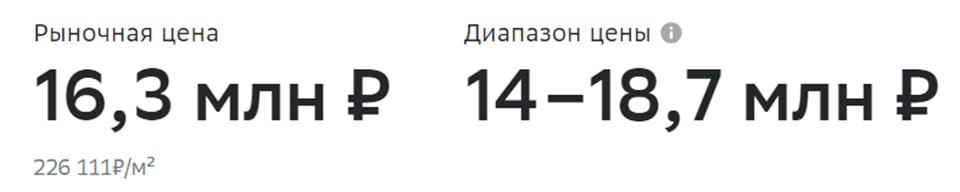 Рыночная цена
Диапазон цены
16,3 млн ₽
14–18,7 млн ₽
226 111₽/м²